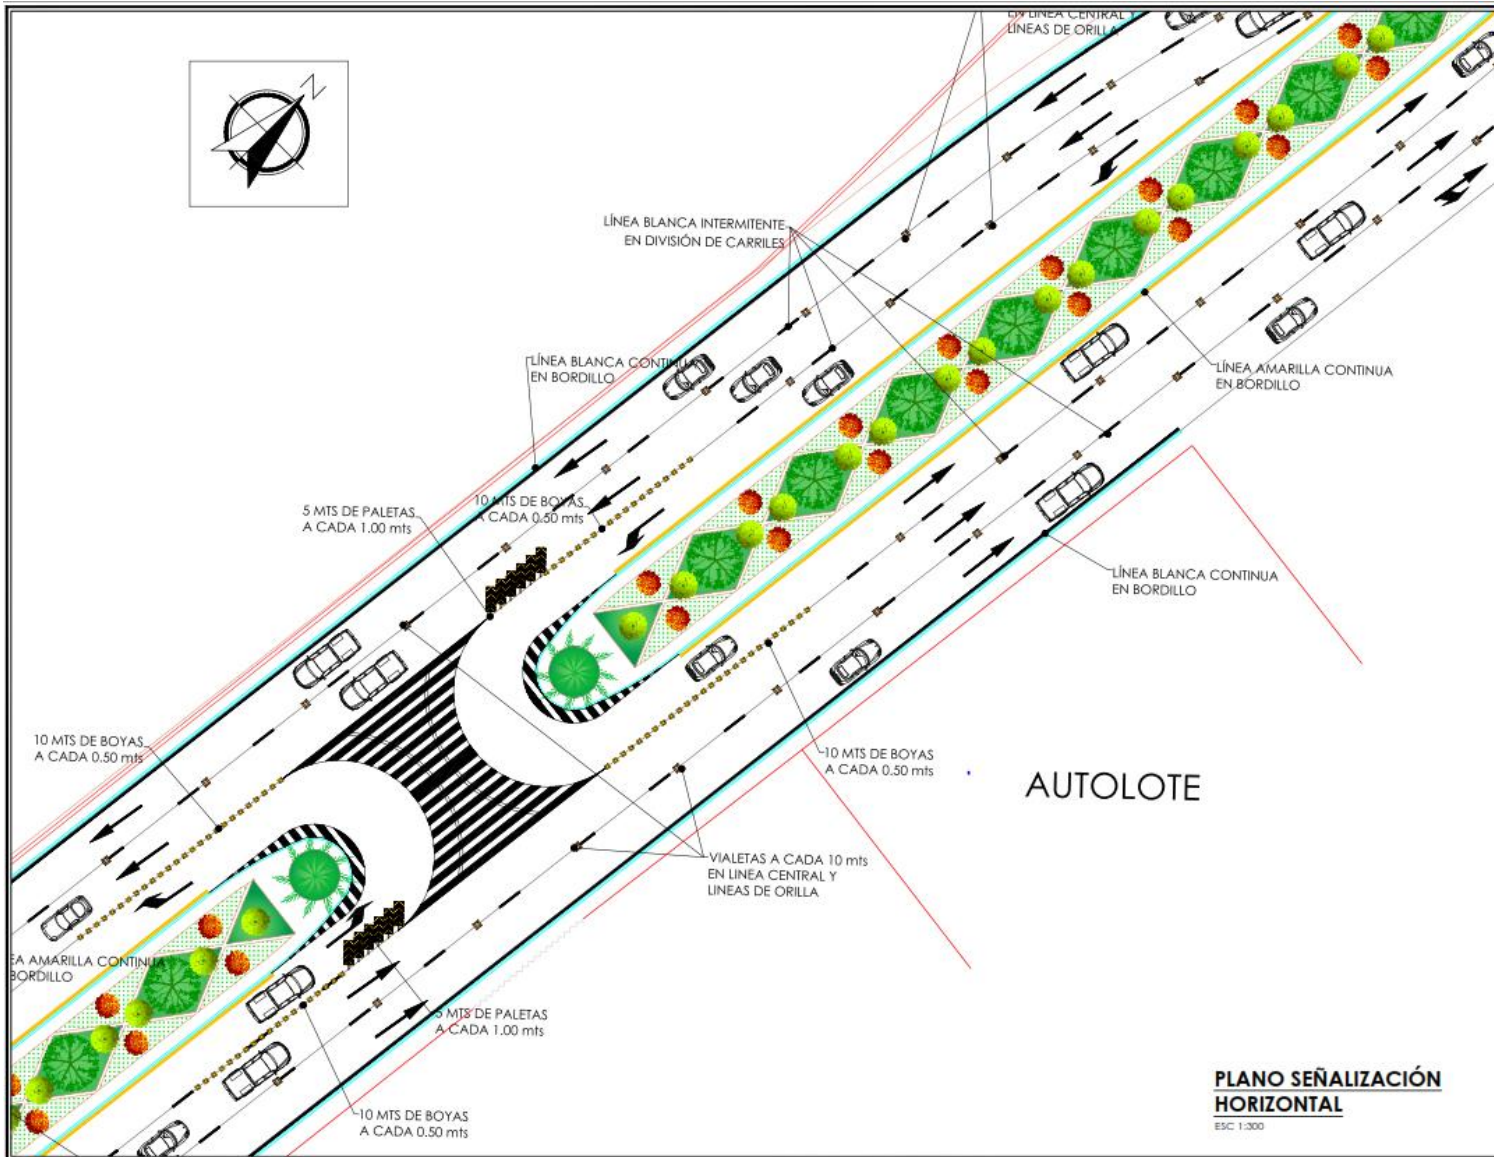 EN LINEA CENTRAL Y
LINEAS DE ORILLA
N
LÍNEA BLANCA INTERMITENTE
EN DIVISIÓN DE CARRILES
LÍNEA BLANCA CONTINUA
EN BORDILLO
LÍNEA AMARILLA CONTINUA
EN BORDILLO
5 MTS DE PALETAS
A CADA 1.00 mts
10 MTS DE BOYAS
A CADA 0.50 mts
LÍNEA BLANCA CONTINUA
EN BORDILLO
10 MTS DE BOYAS
A CADA 0.50 mts
10 MTS DE BOYAS
A CADA 0.50 mts
AUTOLOTE
VIALETAS A CADA 10 mts
EN LINEA CENTRAL Y
LINEAS DE ORILLA
EA AMARILLA CONTINUA
BORDILLO
5 MTS DE PALETAS
A CADA 1.00 mts
10 MTS DE BOYAS
A CADA 0.50 mts
PLANO SEÑALIZACIÓN
HORIZONTAL
ESC 1:300